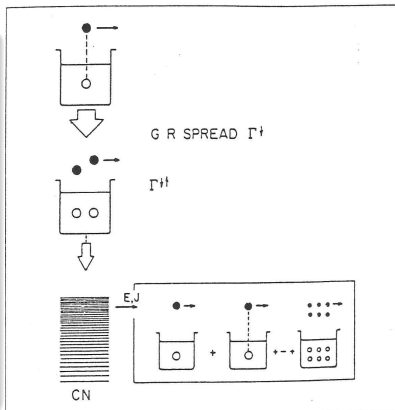 G R SPREAD Γ↓
Γ↓↑
E,J
+ + - +
CN